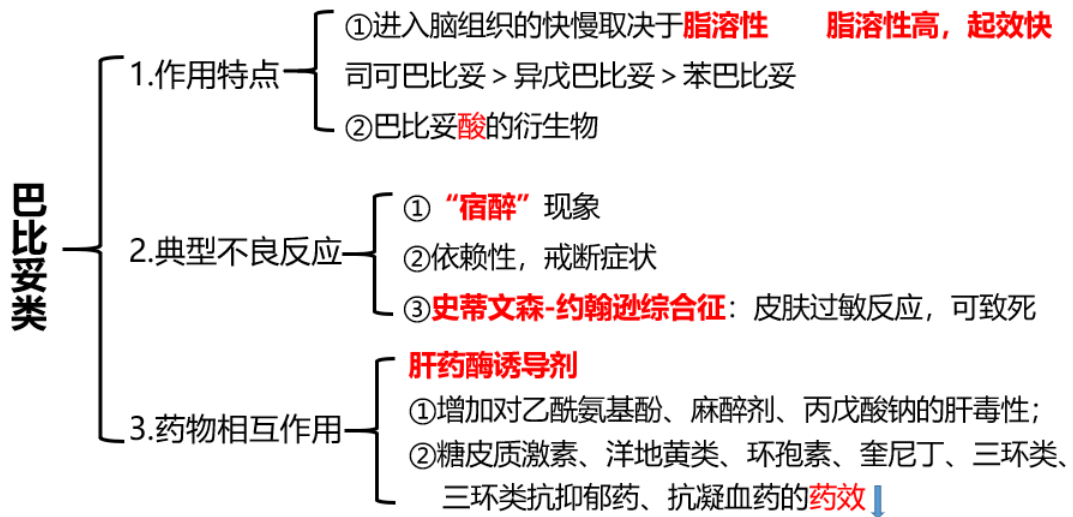 巴比妥类
1.作用特点
①进入脑组织的快慢取决于脂溶性 脂溶性高，起效快
司可巴比妥＞异戊巴比妥＞苯巴比妥
②巴比妥酸的衍生物
2.典型不良反应
①“宿醉”现象
②依赖性，戒断症状
③史蒂文森-约翰逊综合征：皮肤过敏反应，可致死
3.药物相互作用
肝药酶诱导剂
①增加对乙酰氨基酚、麻醉剂、丙戊酸钠的肝毒性；
②糖皮质激素、洋地黄类、环孢素、奎尼丁、三环类、
三环类抗抑郁药、抗凝血药的药效